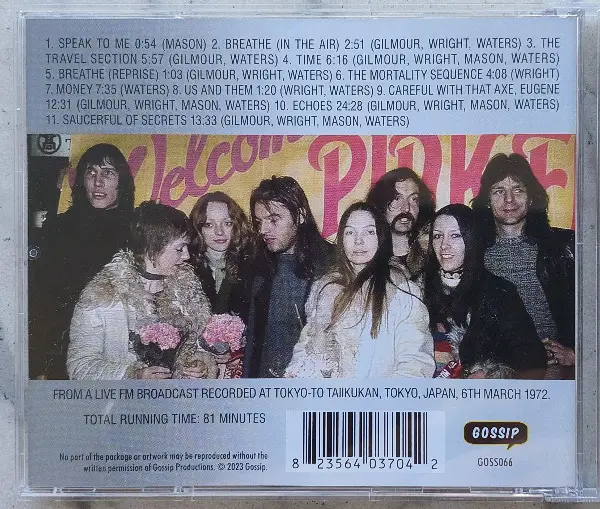 1. SPEAK TO ME 0:54 (MASON) 2. BREATHE (IN THE AIR) 2:51 (GILMOUR, WRIGHT, WATERS) 3. THE
TRAVEL SECTION 5:57 (GILMOUR, WATERS) 4. TIME 6:16 (GILMOUR, WRIGHT, MASON, WATERS)
5. BREATHE (REPRISE) 1:03 (GILMOUR, WRIGHT, WATERS) 6. THE MORTALITY SEQUENCE 4:08 (WRIGHT)
7. MONEY 7:35 (WATERS) 8. US AND THEM 1:20 (WRIGHT, WATERS) 9. CAREFUL WITH THAT AXE, EUGENE
12:31 (GILMOUR, WRIGHT, MASON, WATERS) 10. ECHOES 24:28 (GILMOUR, WRIGHT, MASON, WATERS)
11. SAUCERFUL OF SECRETS 13:33 (GILMOUR, WRIGHT, MASON, WATERS)
Welcom
PINK F
FROM A LIVE FM BROADCAST RECORDED AT TOKYO-TO TAIIKUKAN, TOKYO, JAPAN, 6TH MARCH 1972.
TOTAL RUNNING TIME: 81 MINUTES
No part of the package or artwork may be reproduced without the
written permission of Gossip Productions. © 2023 Gossip.
8 23564 03704 2
GOSSIP
GOSS066